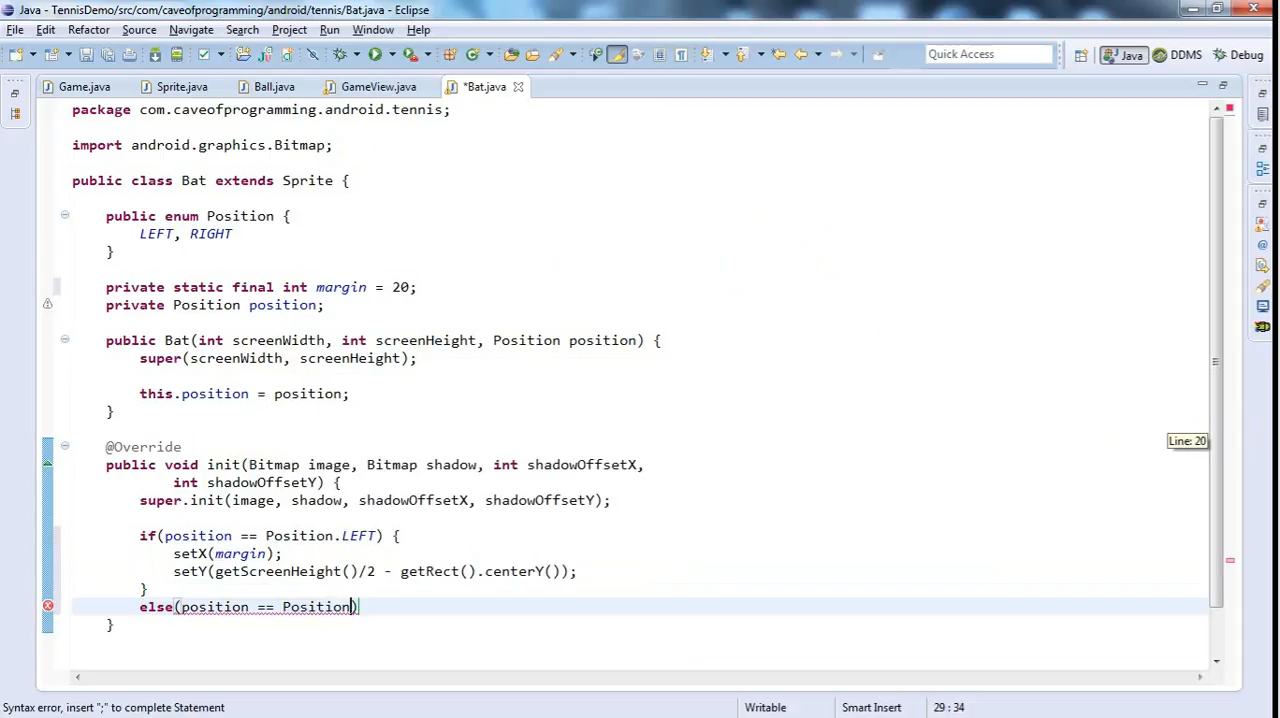 Java - TennisDemo/src/com/caveofprogramming/android/tennis/Bat.java - Eclipse
File Edit Refactor Source Navigate Search Project Run Window Help
Quick Access Java DDMS Debug
Game.java Sprite.java Ball.java GameView.java *Bat.java
package com.caveofprogramming.android.tennis;
import android.graphics.Bitmap;
public class Bat extends Sprite {
public enum Position {
LEFT, RIGHT
}
private static final int margin = 20;
private Position position;
public Bat(int screenWidth, int screenHeight, Position position) {
super(screenWidth, screenHeight);
this.position = position;
}
@Override
public void init(Bitmap image, Bitmap shadow, int shadowOffsetX,
int shadowOffsetY) {
super.init(image, shadow, shadowOffsetX, shadowOffsetY);
if(position == Position.LEFT) {
setX(margin);
setY(getScreenHeight()/2 - getRect().centerY());
}
else(position == Position)
}
Line: 20
Syntax error, insert ";" to complete Statement Writable Smart Insert 29 : 34